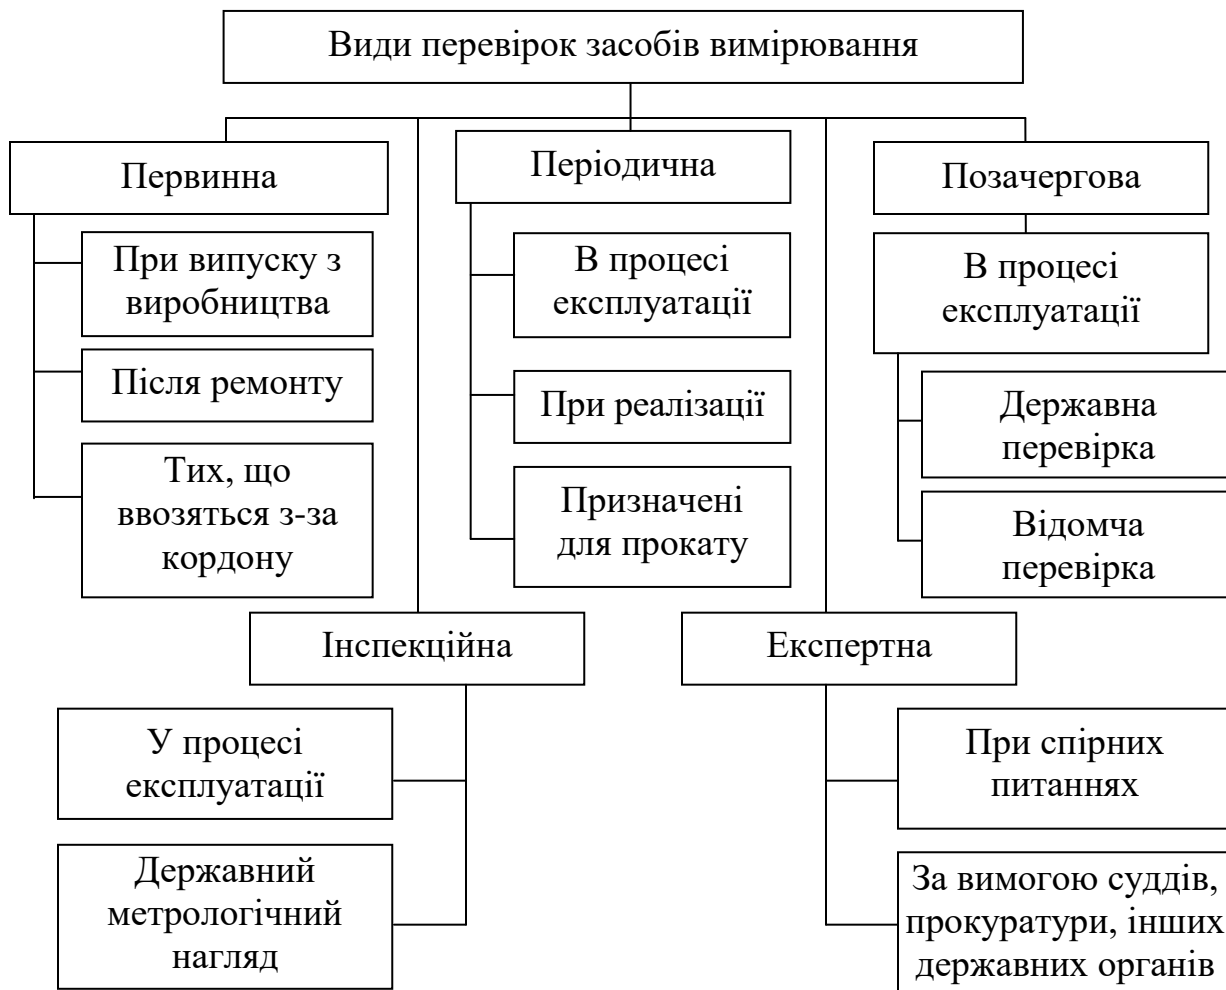 Види перевірок засобів вимірювання
Первинна
При випуску з
виробництва
Після ремонту
Тих, що
ввозяться з-за
кордону
Періодична
В процесі
експлуатації
При реалізації
Призначені
для прокату
Позачергова
В процесі
експлуатації
Державна
перевірка
Відомча
перевірка
Інспекційна
У процесі
експлуатації
Державний
метрологічний
нагляд
Експертна
При спірних
питаннях
За вимогою суддів,
прокуратури, інших
державних органів